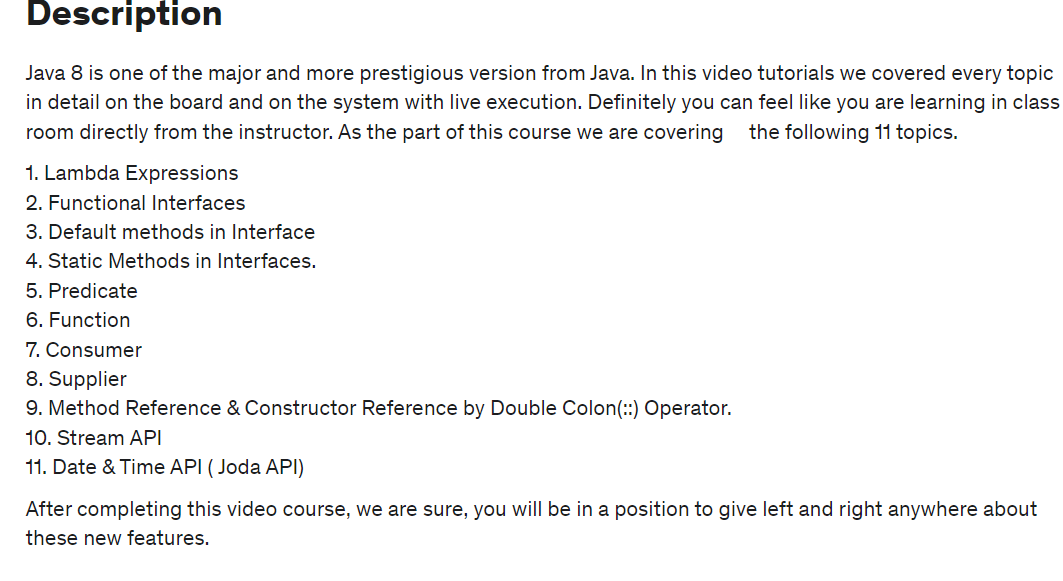 Description
Java 8 is one of the major and more prestigious version from Java. In this video tutorials we covered every topic
in detail on the board and on the system with live execution. Definitely you can feel like you are learning in class
room directly from the instructor. As the part of this course we are covering    the following 11 topics.
1. Lambda Expressions
2. Functional Interfaces
3. Default methods in Interface
4. Static Methods in Interfaces.
5. Predicate
6. Function
7. Consumer
8. Supplier
9. Method Reference & Constructor Reference by Double Colon(::) Operator.
10. Stream API
11. Date & Time API ( Joda API)
After completing this video course, we are sure, you will be in a position to give left and right anywhere about
these new features.